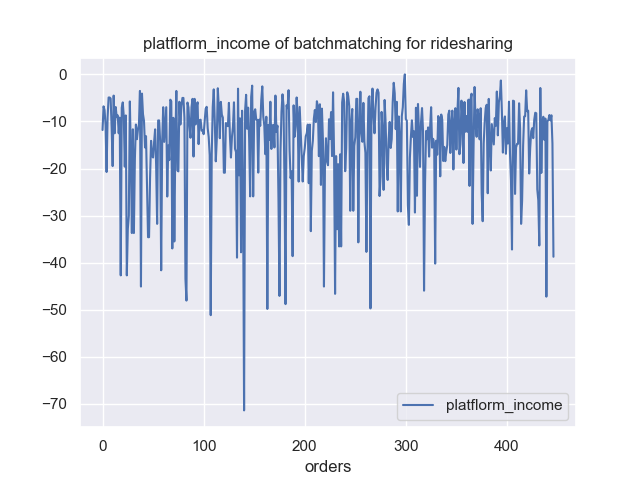 platflorm_income of batchmatching for ridesharing
0
−10
−20
−30
−40
−50
−60
−70
platflorm_income
0 100 200 300 400
orders